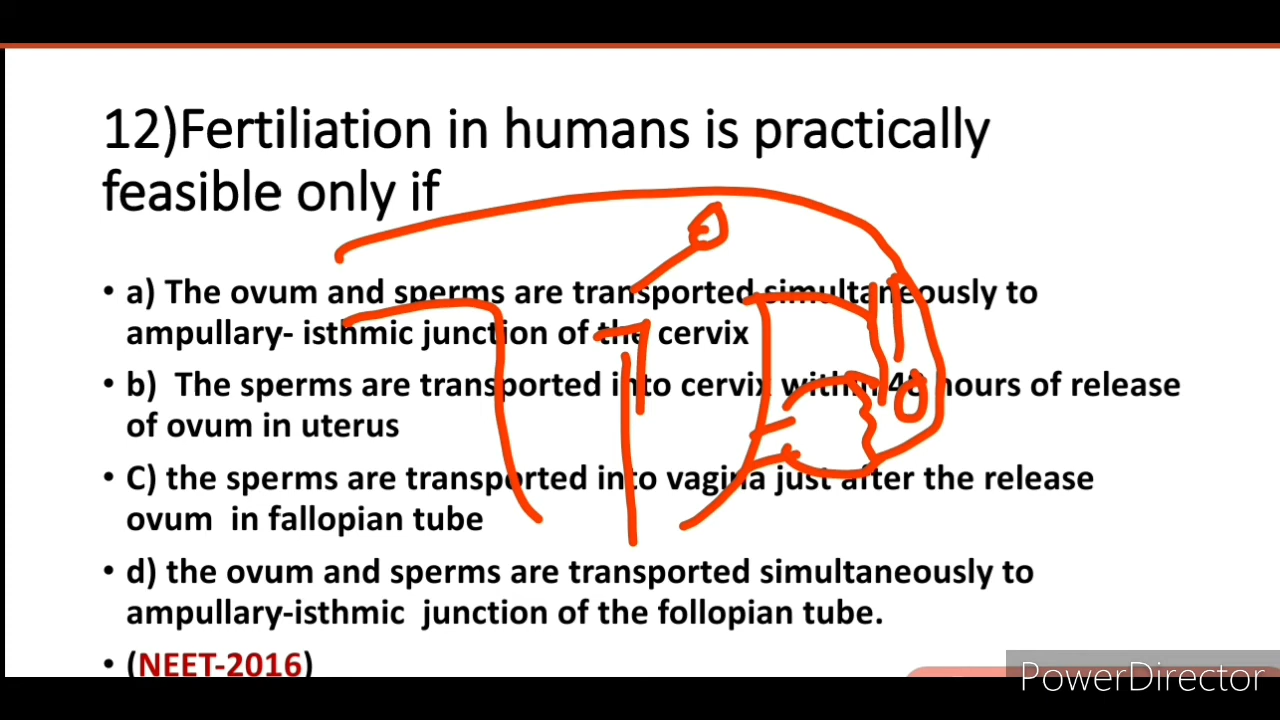 12)Fertiliation in humans is practically
feasible only if
• a) The ovum and sperms are transported simultaneously to
ampullary- isthmic junction of the cervix
• b) The sperms are transported into cervix within 48 hours of release
of ovum in uterus
• C) the sperms are transported into vagina just after the release
ovum in fallopian tube
• d) the ovum and sperms are transported simultaneously to
ampullary-isthmic junction of the follopian tube.
• (NEET-2016)
PowerDirector